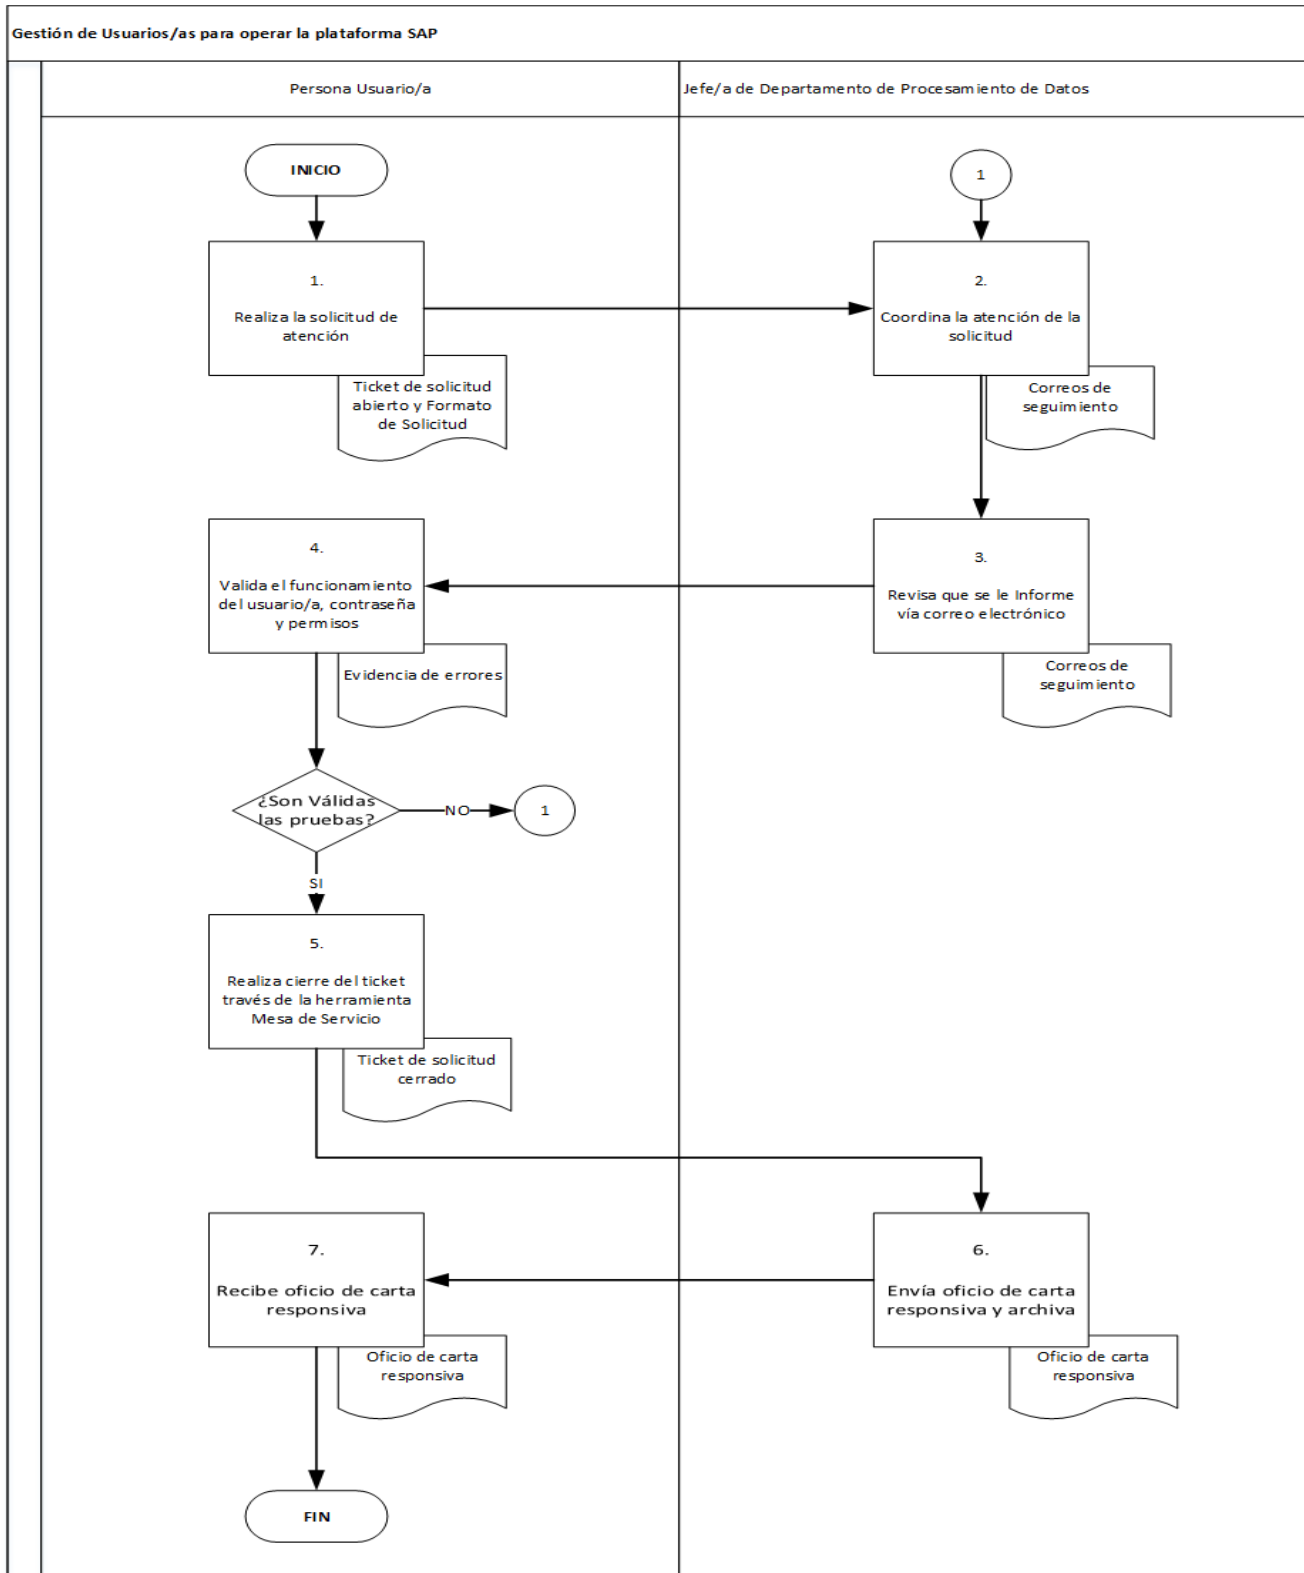 Gestión de Usuarios/as para operar la plataforma SAP
Persona Usuario/a
Jefe/a de Departamento de Procesamiento de Datos
INICIO
1
1.
Realiza la solicitud de
atención
Ticket de solicitud
abierto y Formato
de Solicitud
2.
Coordina la atención de la
solicitud
Correos de
seguimiento
4.
Valida el funcionamiento
del usuario/a, contraseña
y permisos
Evidencia de errores
3.
Revisa que se le Informe
vía correo electrónico
Correos de
seguimiento
¿Son Válidas
las pruebas?
NO
1
SI
5.
Realiza cierre del ticket
través de la herramienta
Mesa de Servicio
Ticket de solicitud
cerrado
7.
Recibe oficio de carta
responsiva
Oficio de carta
responsiva
6.
Envía oficio de carta
responsiva y archiva
Oficio de carta
responsiva
FIN